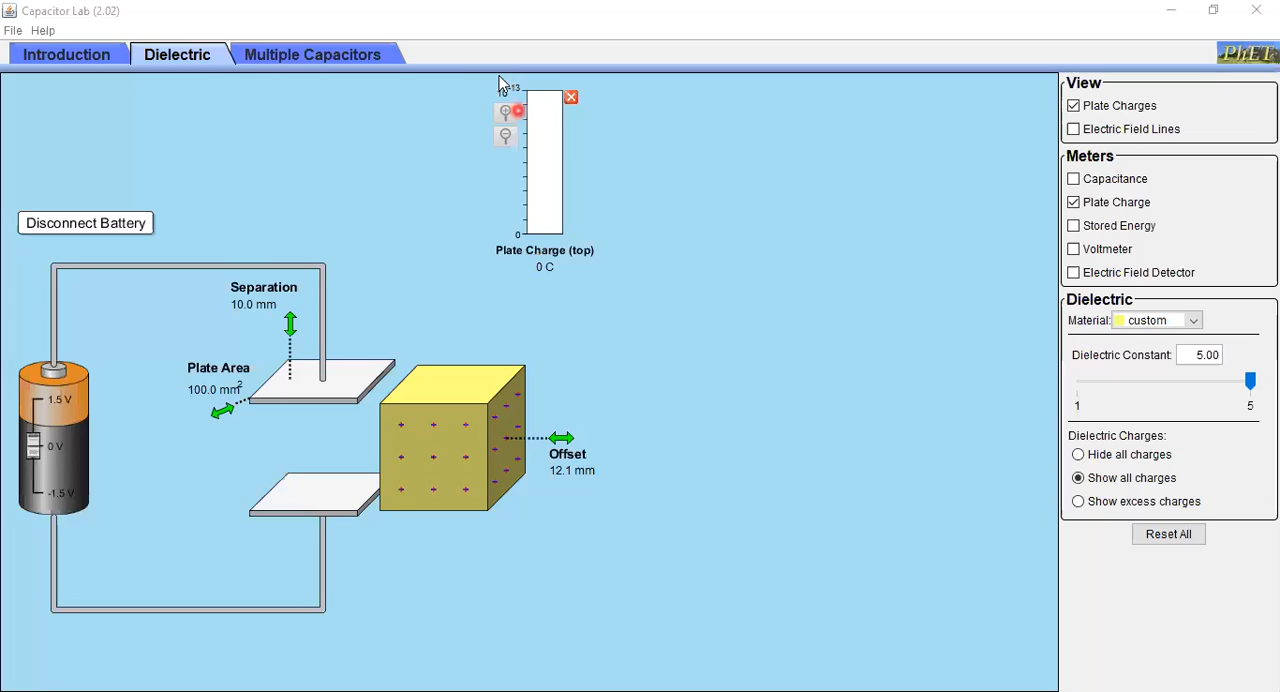 Capacitor Lab (2.02)
File Help
Introduction Dielectric Multiple Capacitors
PhET
Disconnect Battery
1.5 V
0 V
-1.5 V
Separation
10.0 mm
Plate Area
100.0 mm²
-13
0
Plate Charge (top)
0 C
Offset
12.1 mm
View
Plate Charges
Electric Field Lines
Meters
Capacitance
Plate Charge
Stored Energy
Voltmeter
Electric Field Detector
Dielectric
Material: custom
Dielectric Constant: 5.00
1 5
Dielectric Charges:
Hide all charges
Show all charges
Show excess charges
Reset All